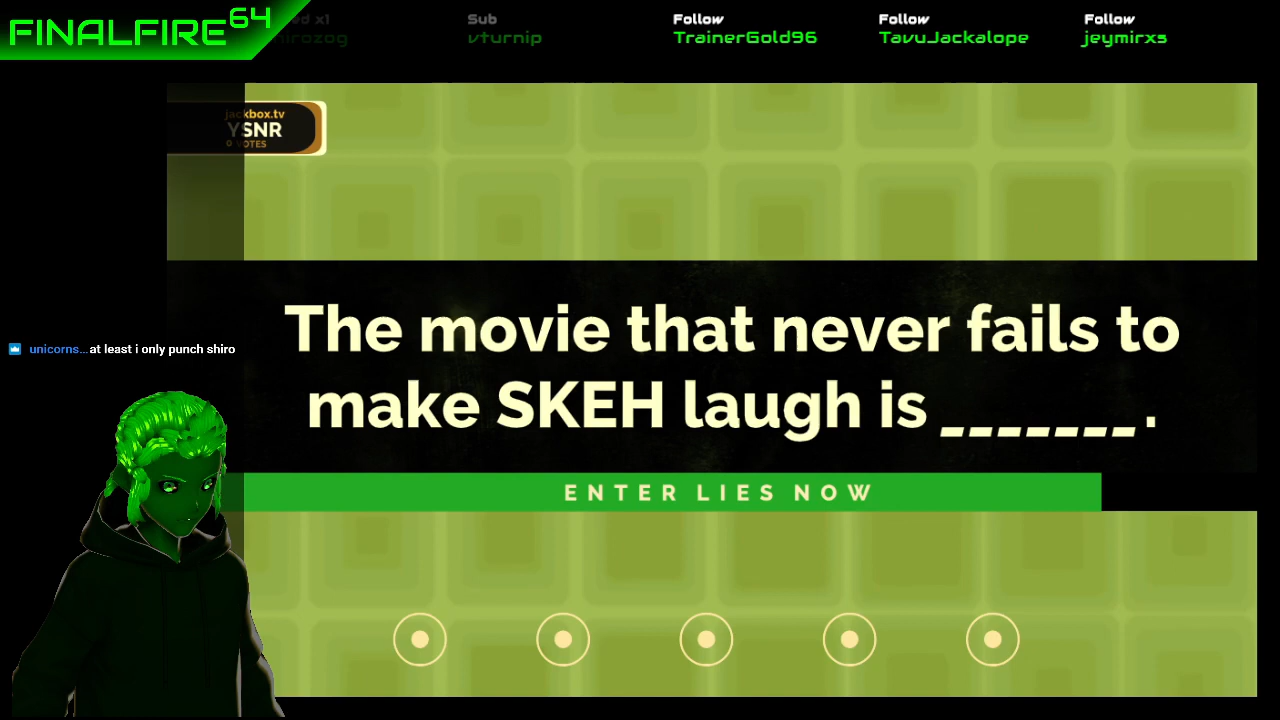 FINALFIRE64
x1
Sub
vturnip
Follow
TrainerGold96
Follow
TavuJackalope
Follow
jeymirxs
jackbox.tv
YSNR
0 VOTES
The movie that never fails to
make SKEH laugh is _______.
unicorns... at least i only punch shiro
ENTER LIES NOW